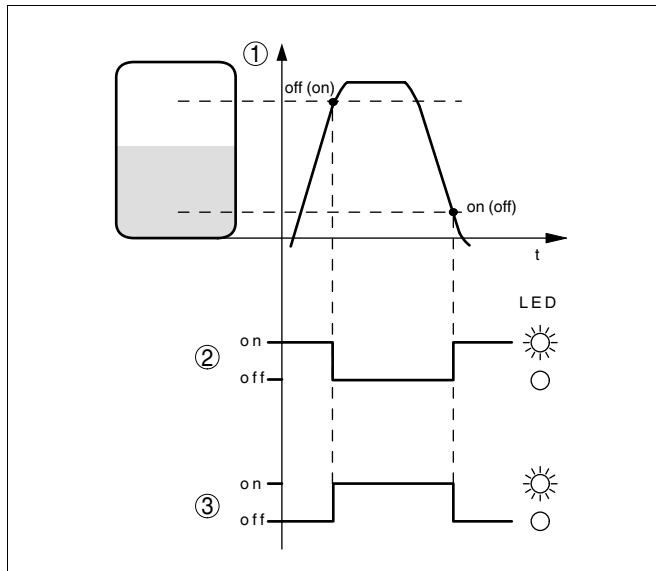 ①
off (on)
on (off)
t
LED
② on
off
③ on
off